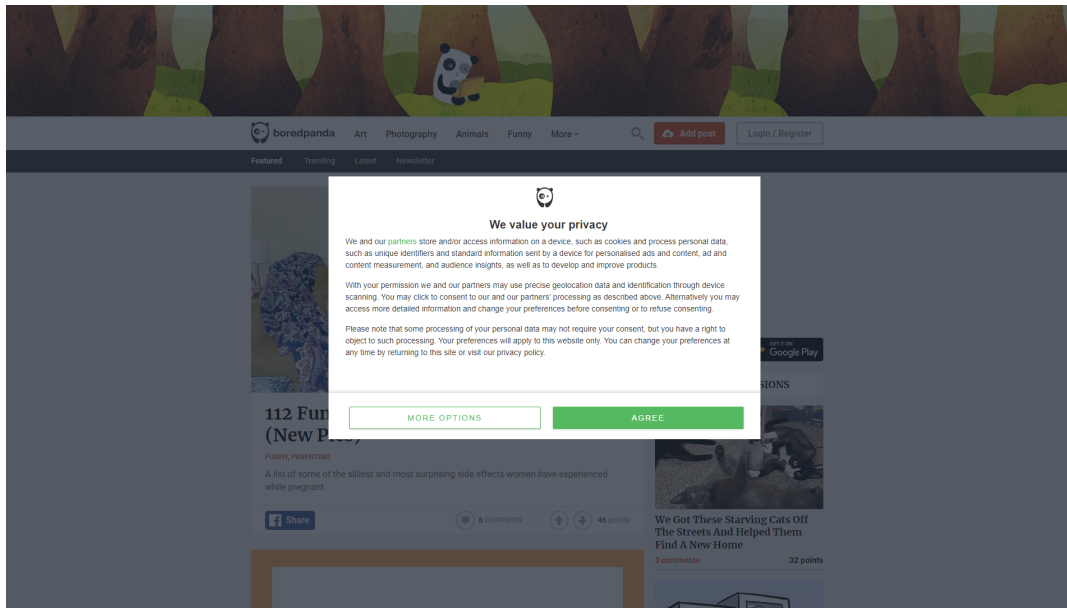 boredpanda Art Photography Animals Funny More Add post Login / Register
Featured Trending Latest Newsletter
We value your privacy
We and our partners store and/or access information on a device, such as cookies and process personal data,
such as unique identifiers and standard information sent by a device for personalised ads and content, ad and
content measurement, and audience insights, as well as to develop and improve products.
With your permission we and our partners may use precise geolocation data and identification through device
scanning. You may click to consent to our and our partners’ processing as described above. Alternatively you may
access more detailed information and change your preferences before consenting or to refuse consenting.
Please note that some processing of your personal data may not require your consent, but you have a right to
object to such processing. Your preferences will apply to this website only. You can change your preferences at
any time by returning to this site or visit our privacy policy.
MORE OPTIONS AGREE
112 Fun
(New Pics)
FUNNY, PARENTING
A list of some of the silliest and most surprising side effects women have experienced
while pregnant.
Share 6 comments 46 points
GET IT ON
Google Play
SIONS
We Got These Starving Cats Off
The Streets And Helped Them
Find A New Home
3 comments 32 points